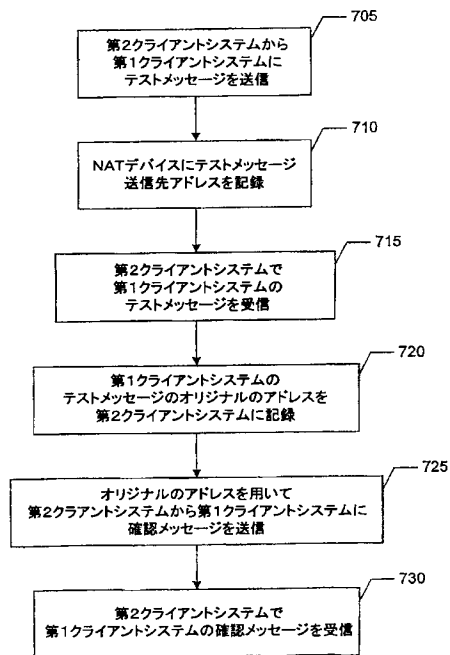 705
第2クライアントシステムから
第1クライアントシステムに
テストメッセージを送信
710
NATデバイスにテストメッセージ
送信先アドレスを記録
715
第2クライアントシステムで
第1クライアントシステムの
テストメッセージを受信
720
第1クライアントシステムの
テストメッセージのオリジナルのアドレスを
第2クライアントシステムに記録
725
オリジナルのアドレスを用いて
第2クラアントシステムから第1クライアントシステムに
確認メッセージを送信
730
第2クライアントシステムで
第1クライアントシステムの確認メッセージを受信